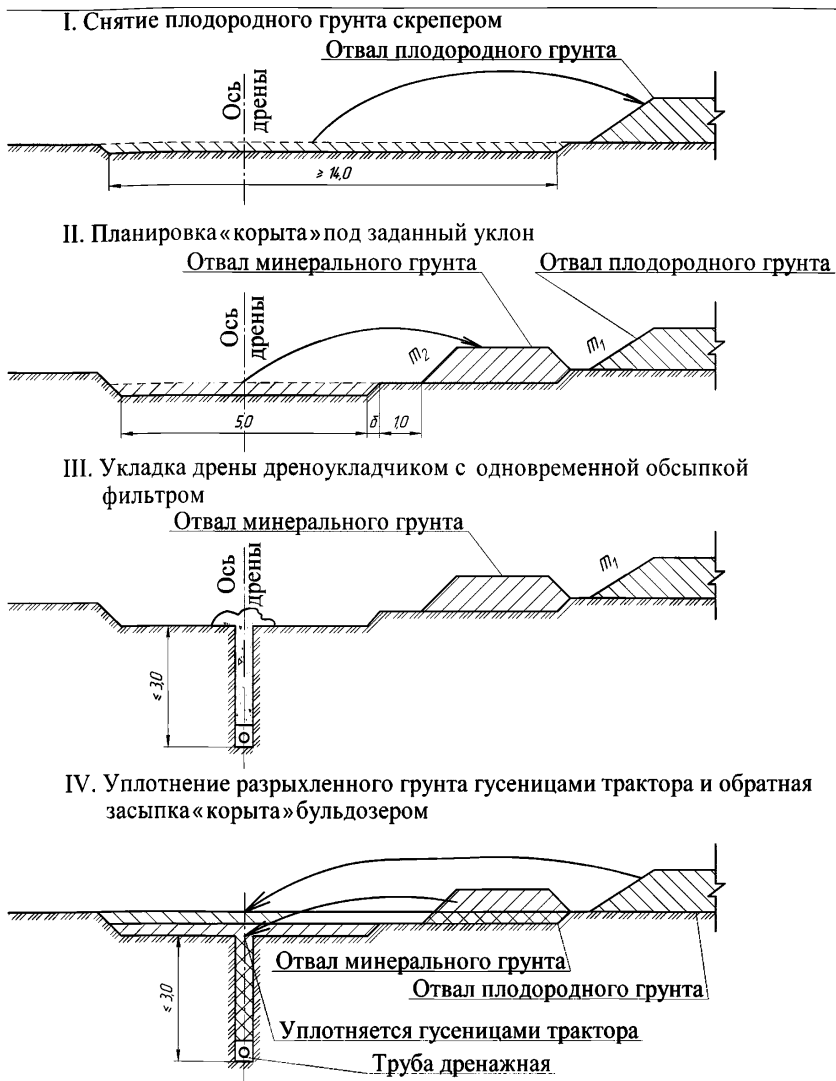 I. Снятие плодородного грунта скрепером
Отвал плодородного грунта
Ось
дрены
≥ 14,0
II. Планировка «корыта» под заданный уклон
Отвал минерального грунта
Отвал плодородного грунта
Ось
дрены
m2
m1
5,0
б
1,0
III. Укладка дрены дреноукладчиком с одновременной обсыпкой
фильтром
Отвал минерального грунта
Ось
дрены
m1
≤ 3,0
IV. Уплотнение разрыхленного грунта гусеницами трактора и обратная
засыпка «корыта» бульдозером
≤ 3,0
Отвал минерального грунта
Отвал плодородного грунта
Уплотняется гусеницами трактора
Труба дренажная